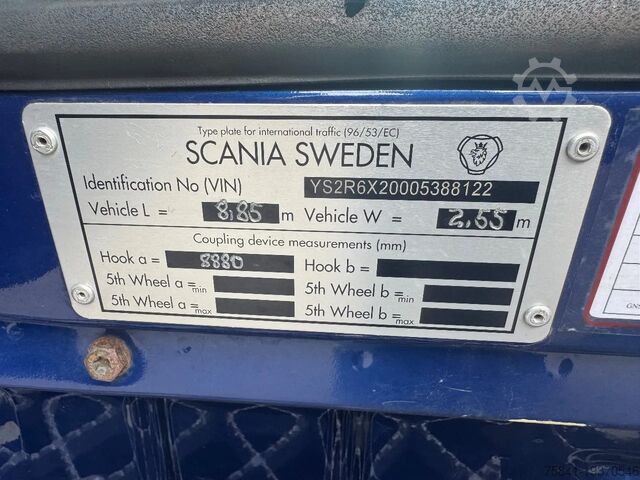 Type plate for international traffic (96/53/EC)
SCANIA SWEDEN
Identification No (VIN) YS2R6X20005388122
Vehicle L = 8,85 m Vehicle W = 2,55 m
Coupling device measurements (mm)
Hook a = 8880 Hook b =
5th Wheel a = min 5th Wheel b = min
5th Wheel a = max 5th Wheel b = max